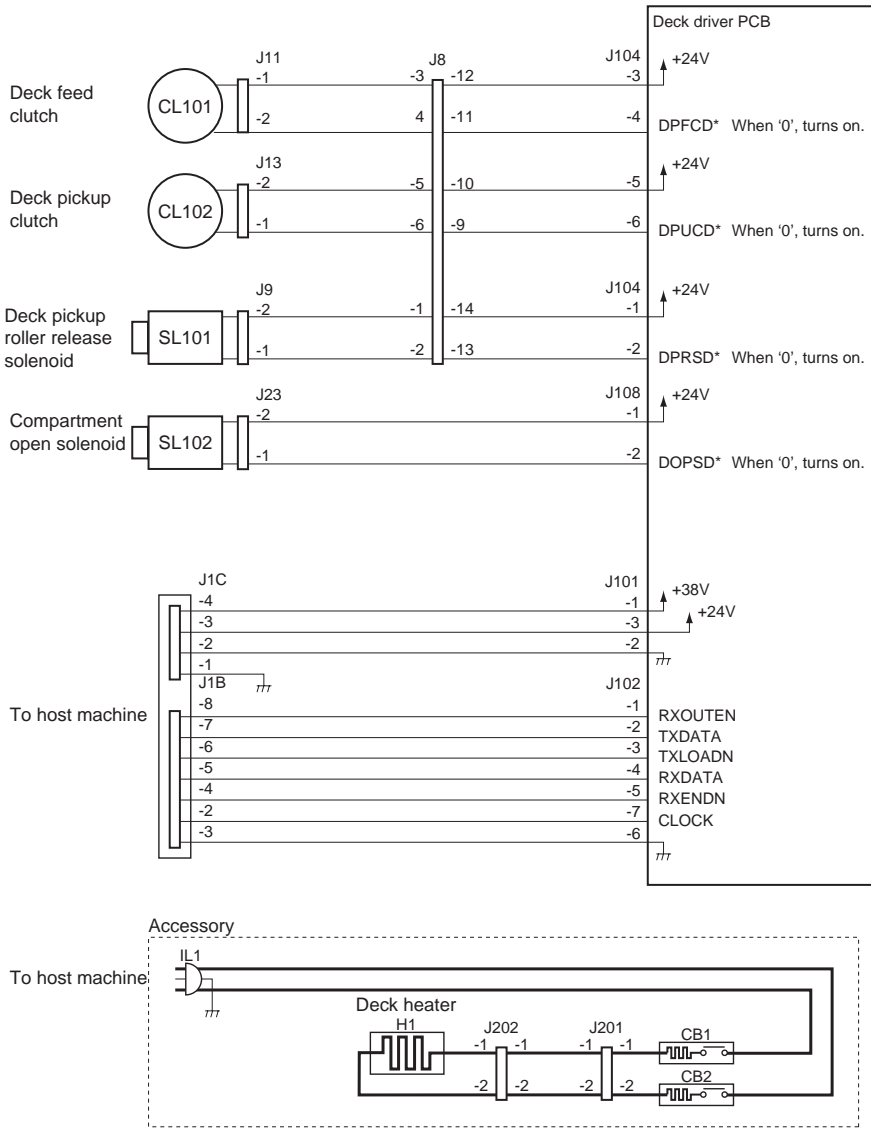 Deck driver PCB
J11
J8
J104
+24V
-1
-3
-12
-3
Deck feed
clutch
CL101
-2
4
-11
-4
DPFCD* When ‘0’, turns on.
J13
+24V
-2
-5
-10
-5
Deck pickup
clutch
CL102
-1
-6
-9
-6
DPUCD* When ‘0’, turns on.
J9
J104
+24V
-2
-1
-14
-1
Deck pickup
roller release
solenoid
SL101
-1
-2
-13
-2
DPRSD* When ‘0’, turns on.
J23
J108
+24V
-2
-1
Compartment
open solenoid
SL102
-1
-2
DOPSD* When ‘0’, turns on.
J1C
J101
+38V
-4
-1
+24V
-3
-3
-2
-2
-1
J1B
J102
To host machine
-8
-1
RXOUTEN
-7
-2
TXDATA
-6
-3
TXLOADN
-5
-4
RXDATA
-4
-5
RXENDN
-2
-7
CLOCK
-3
-6
Accessory
IL1
To host machine
Deck heater
H1
J202
J201
CB1
-1
-1
-1
-1
CB2
-2
-2
-2
-2